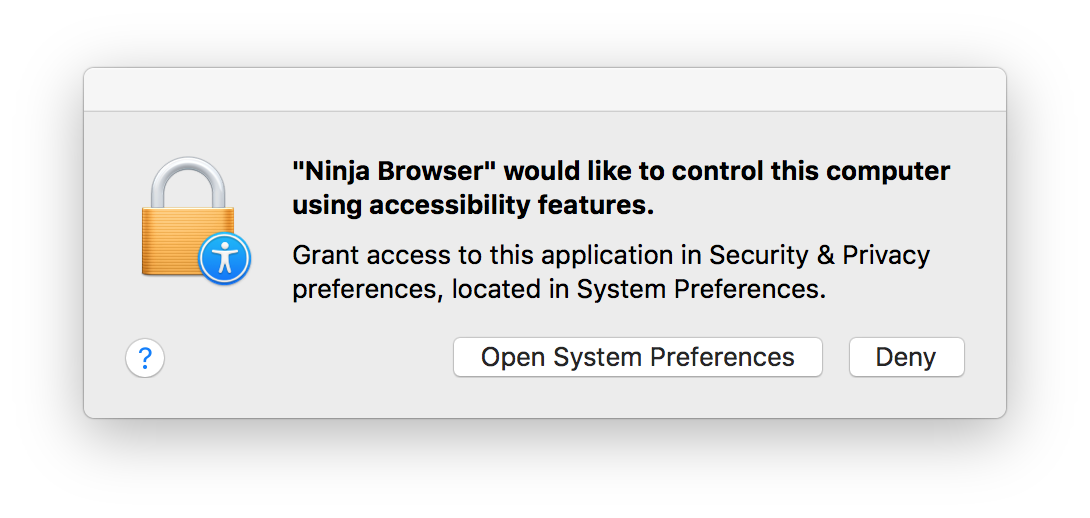 "Ninja Browser" would like to control this computer
using accessibility features.
Grant access to this application in Security & Privacy
preferences, located in System Preferences.
?
Open System Preferences
Deny